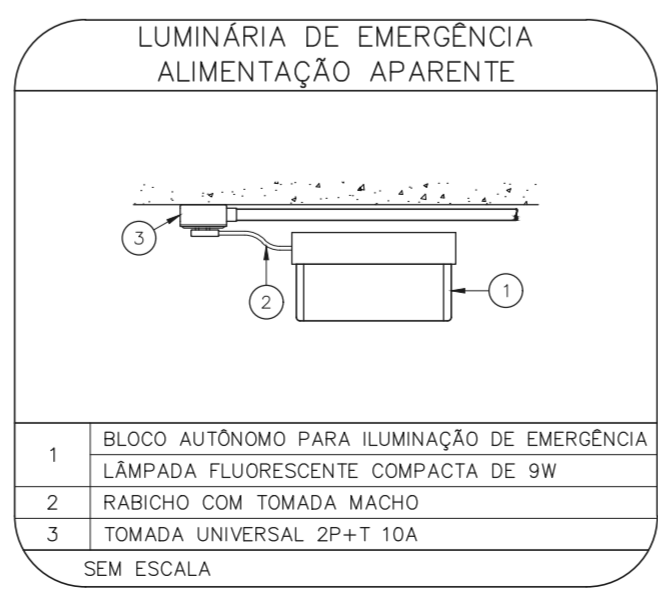 LUMINÁRIA DE EMERGÊNCIA
ALIMENTAÇÃO APARENTE
3
2
1
1 BLOCO AUTÔNOMO PARA ILUMINAÇÃO DE EMERGÊNCIA
LÂMPADA FLUORESCENTE COMPACTA DE 9W
2 RABICHO COM TOMADA MACHO
3 TOMADA UNIVERSAL 2P+T 10A
SEM ESCALA